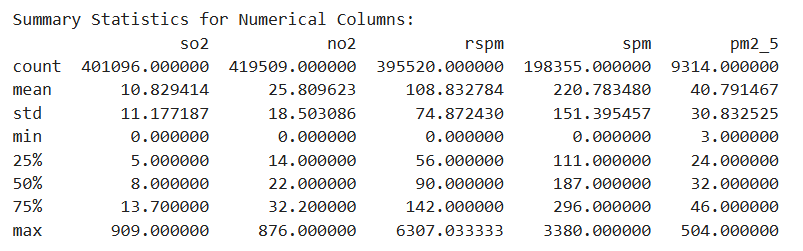 Summary Statistics for Numerical Columns:
so2 no2 rspm spm pm2_5
count 401096.000000 419509.000000 395520.000000 198355.000000 9314.000000
mean 10.829414 25.809623 108.832784 220.783480 40.791467
std 11.177187 18.503086 74.872430 151.395457 30.832525
min 0.000000 0.000000 0.000000 0.000000 3.000000
25% 5.000000 14.000000 56.000000 111.000000 24.000000
50% 8.000000 22.000000 90.000000 187.000000 32.000000
75% 13.700000 32.200000 142.000000 296.000000 46.000000
max 909.000000 876.000000 6307.033333 3380.000000 504.000000